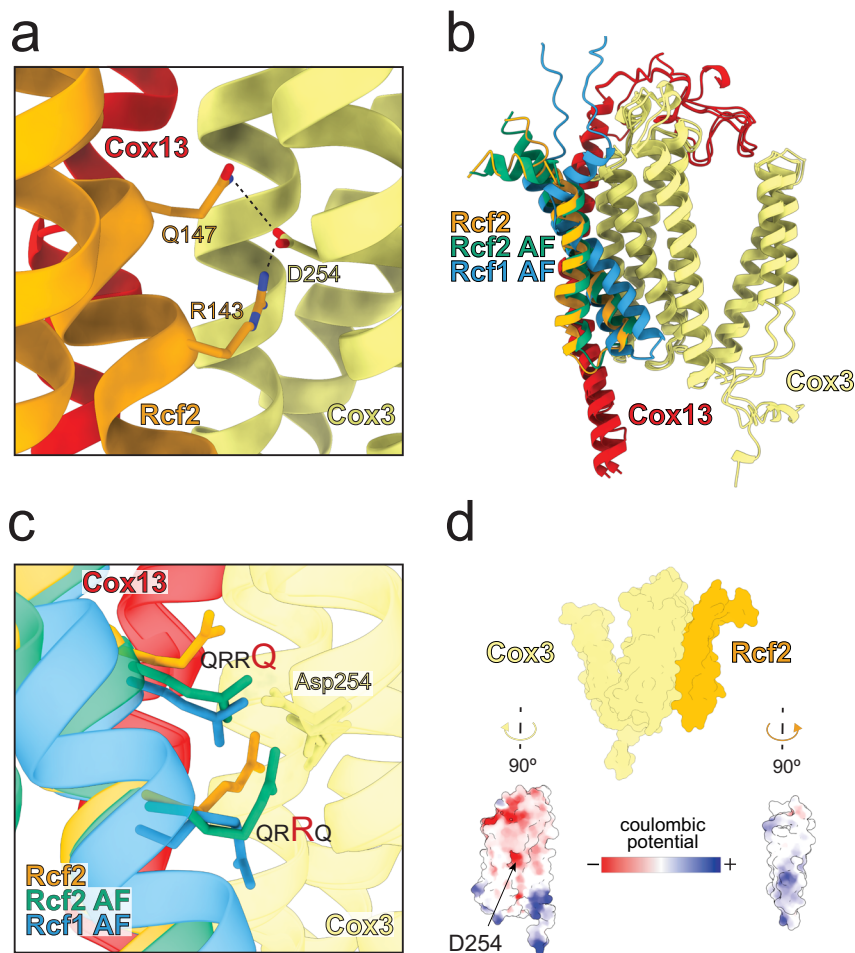 a
Cox13
Q147
D254
R143
Rcf2
Cox3
b
Rcf2
Rcf2 AF
Rcf1 AF
Cox13
Cox3
c
Cox13
QRRQ
Asp254
QRRQ
Rcf2
Rcf2 AF
Rcf1 AF
Cox3
d
Cox3
Rcf2
90º
90º
coulombic
potential
− +
D254